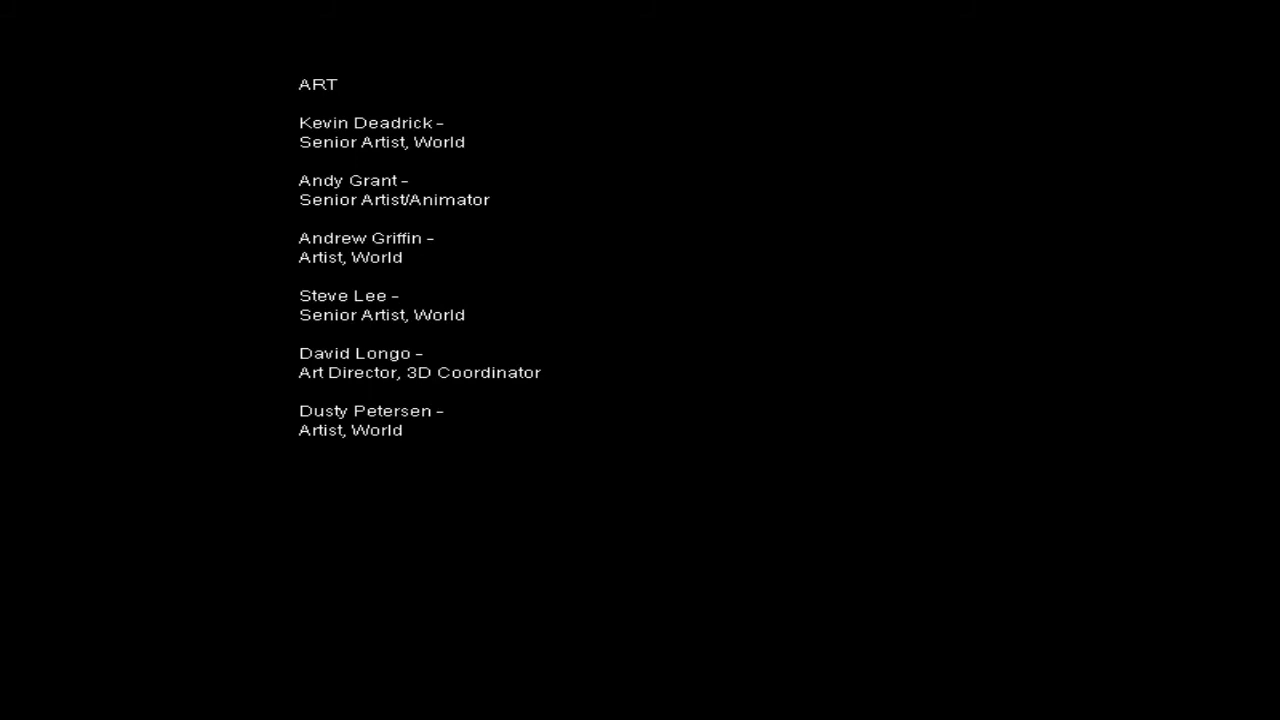 ART
Kevin Deadrick -
Senior Artist, World
Andy Grant -
Senior Artist/Animator
Andrew Griffin -
Artist, World
Steve Lee -
Senior Artist, World
David Longo -
Art Director, 3D Coordinator
Dusty Petersen -
Artist, World